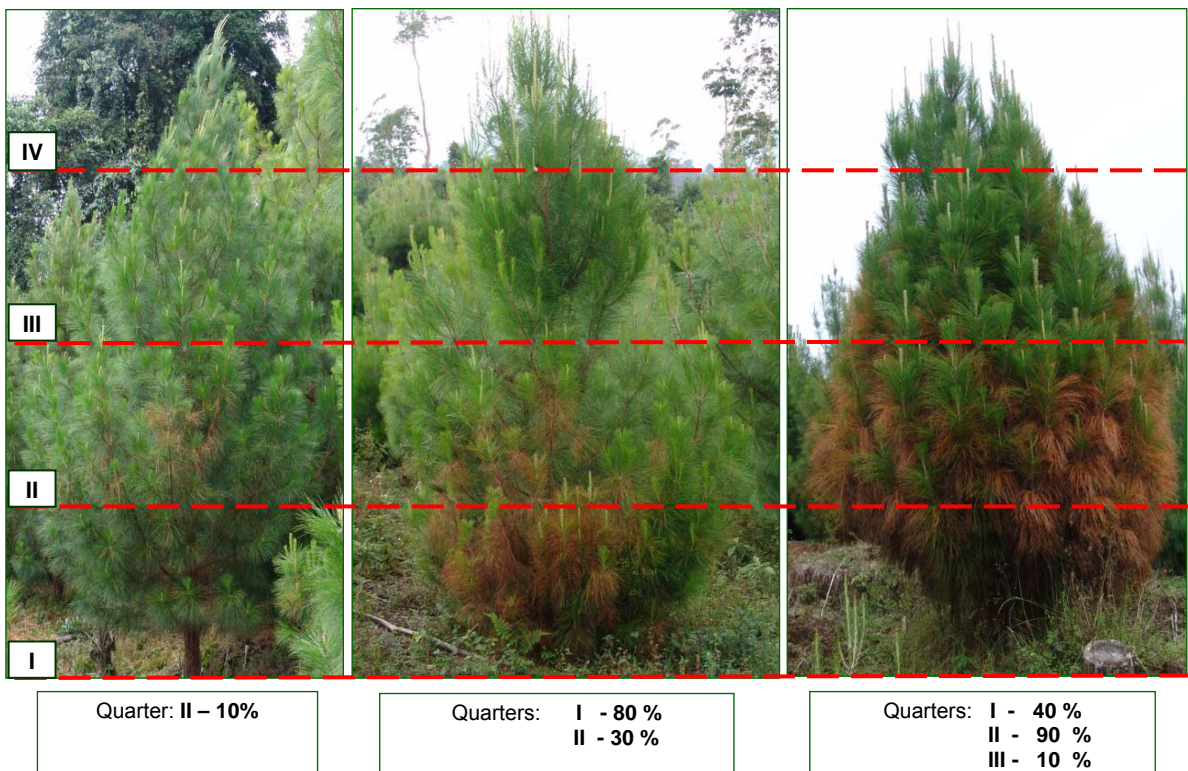 IV
III
II
I
Quarter: II – 10%
Quarters: I - 80 %
II - 30 %
Quarters: I - 40 %
II - 90 %
III - 10 %